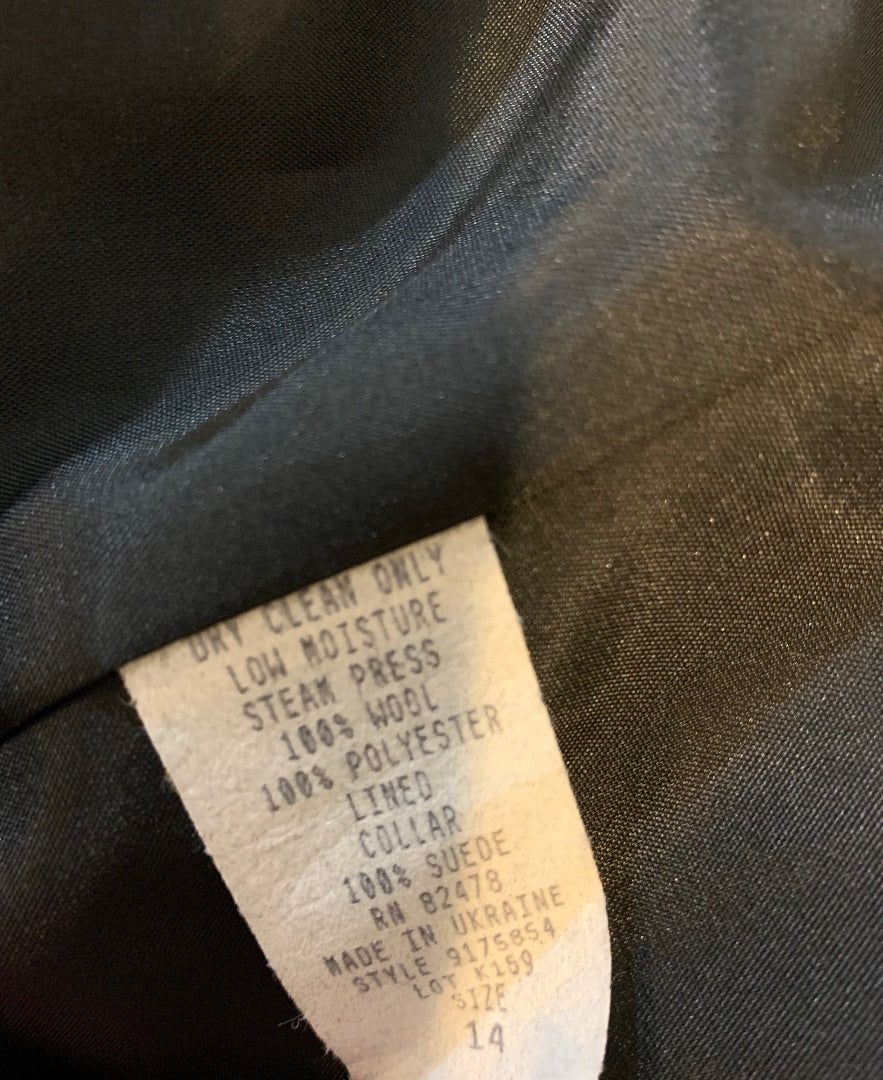 DRY CLEAN ONLY
LOW MOISTURE
STEAM PRESS
100% WOOL
100% POLYESTER
LINED
COLLAR
100% SUEDE
RN 82478
MADE IN UKRAINE
STYLE 9175854
LOT K159
SIZE
14